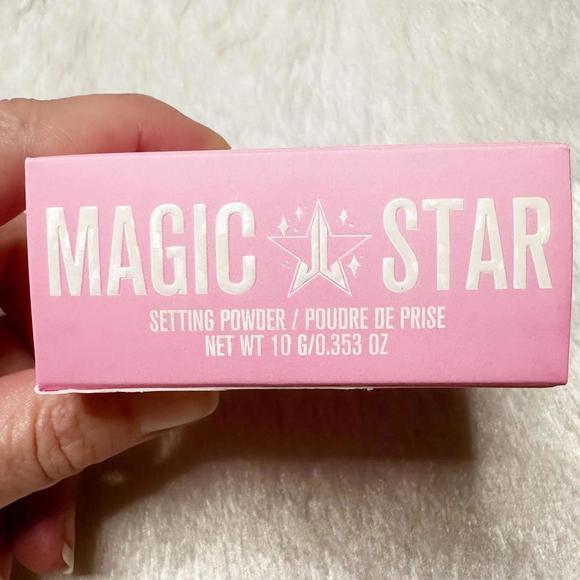 MAGIC STAR
SETTING POWDER / POUDRE DE PRISE
NET WT 10 G/0.353 OZ